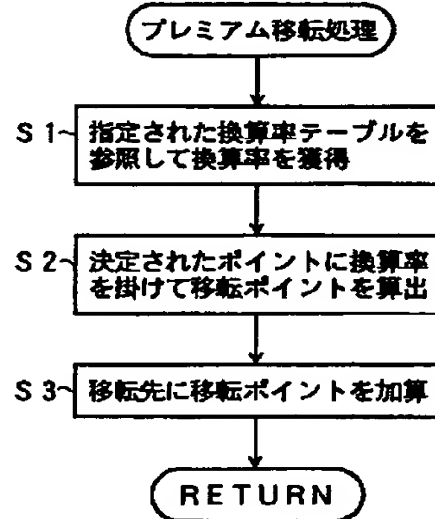 プレミアム移転処理
S1 指定された換算率テーブルを
参照して換算率を獲得
S2 決定されたポイントに換算率
を掛けて移転ポイントを算出
S3 移転先に移転ポイントを加算
RETURN